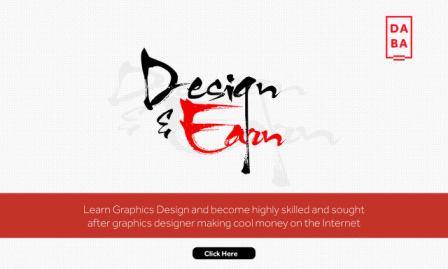 DA
BA
Design
& Earn
Learn Graphics Design and become highly skilled and sought
after graphics designer making cool money on the Internet
Click Here